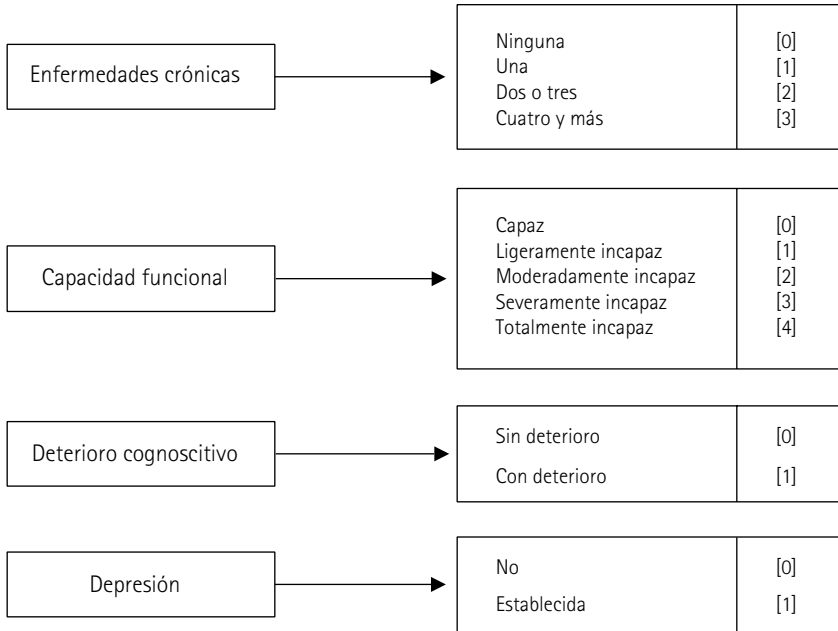 Enfermedades crónicas
Ninguna [0]
Una [1]
Dos o tres [2]
Cuatro y más [3]
Capacidad funcional
Capaz [0]
Ligeramente incapaz [1]
Moderadamente incapaz [2]
Severamente incapaz [3]
Totalmente incapaz [4]
Deterioro cognoscitivo
Sin deterioro [0]
Con deterioro [1]
Depresión
No [0]
Establecida [1]